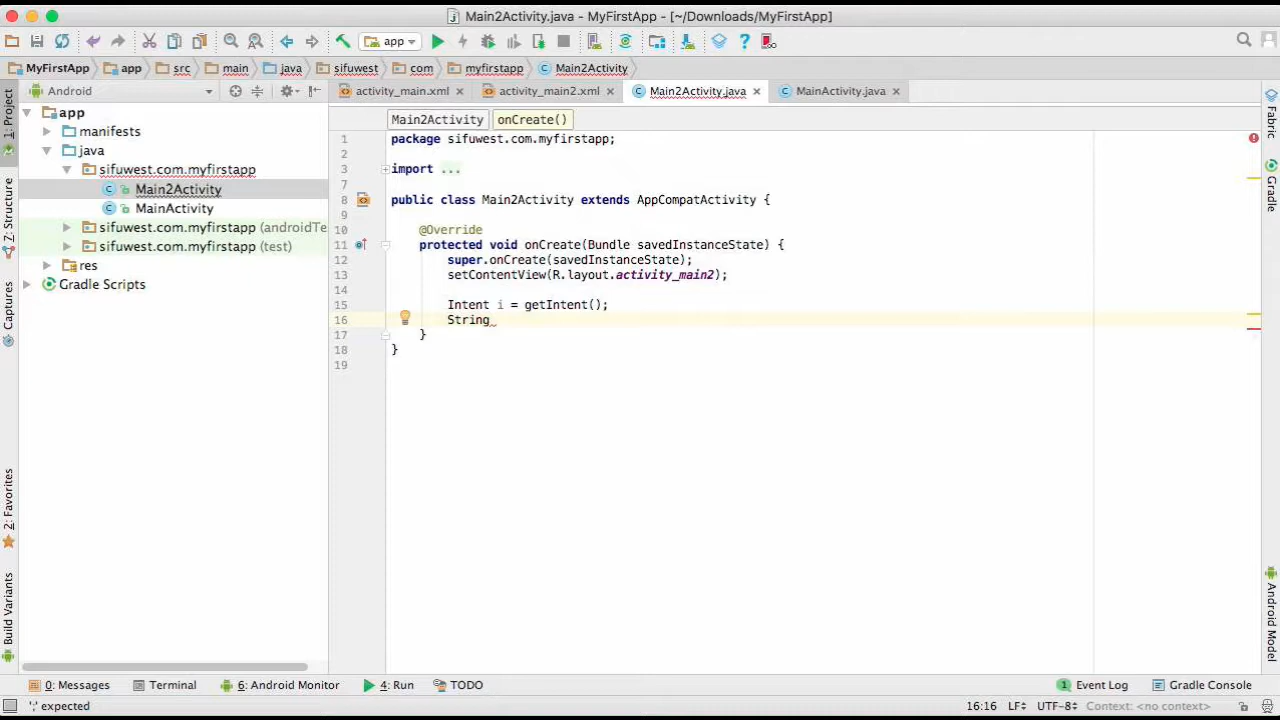 Main2Activity.java - MyFirstApp - [~/Downloads/MyFirstApp]
app
MyFirstApp app src main java sifuwest com myfirstapp Main2Activity
1: Project
Android
activity_main.xml activity_main2.xml Main2Activity.java MainActivity.java
Main2Activity onCreate()
app
manifests
java
sifuwest.com.myfirstapp
Main2Activity
MainActivity
sifuwest.com.myfirstapp (androidTe
sifuwest.com.myfirstapp (test)
res
Gradle Scripts
1 package sifuwest.com.myfirstapp;
2
3 import ...
7
8 public class Main2Activity extends AppCompatActivity {
9
10 @Override
11 protected void onCreate(Bundle savedInstanceState) {
12 super.onCreate(savedInstanceState);
13 setContentView(R.layout.activity_main2);
14
15 Intent i = getIntent();
16 String
17 }
18 }
19
Z: Structure
Captures
2: Favorites
Build Variants
Fabric
Gradle
Android Model
0: Messages Terminal 6: Android Monitor 4: Run TODO 1 Event Log Gradle Console
';' expected 16:16 LF÷ UTF-8÷ Context: <no context>